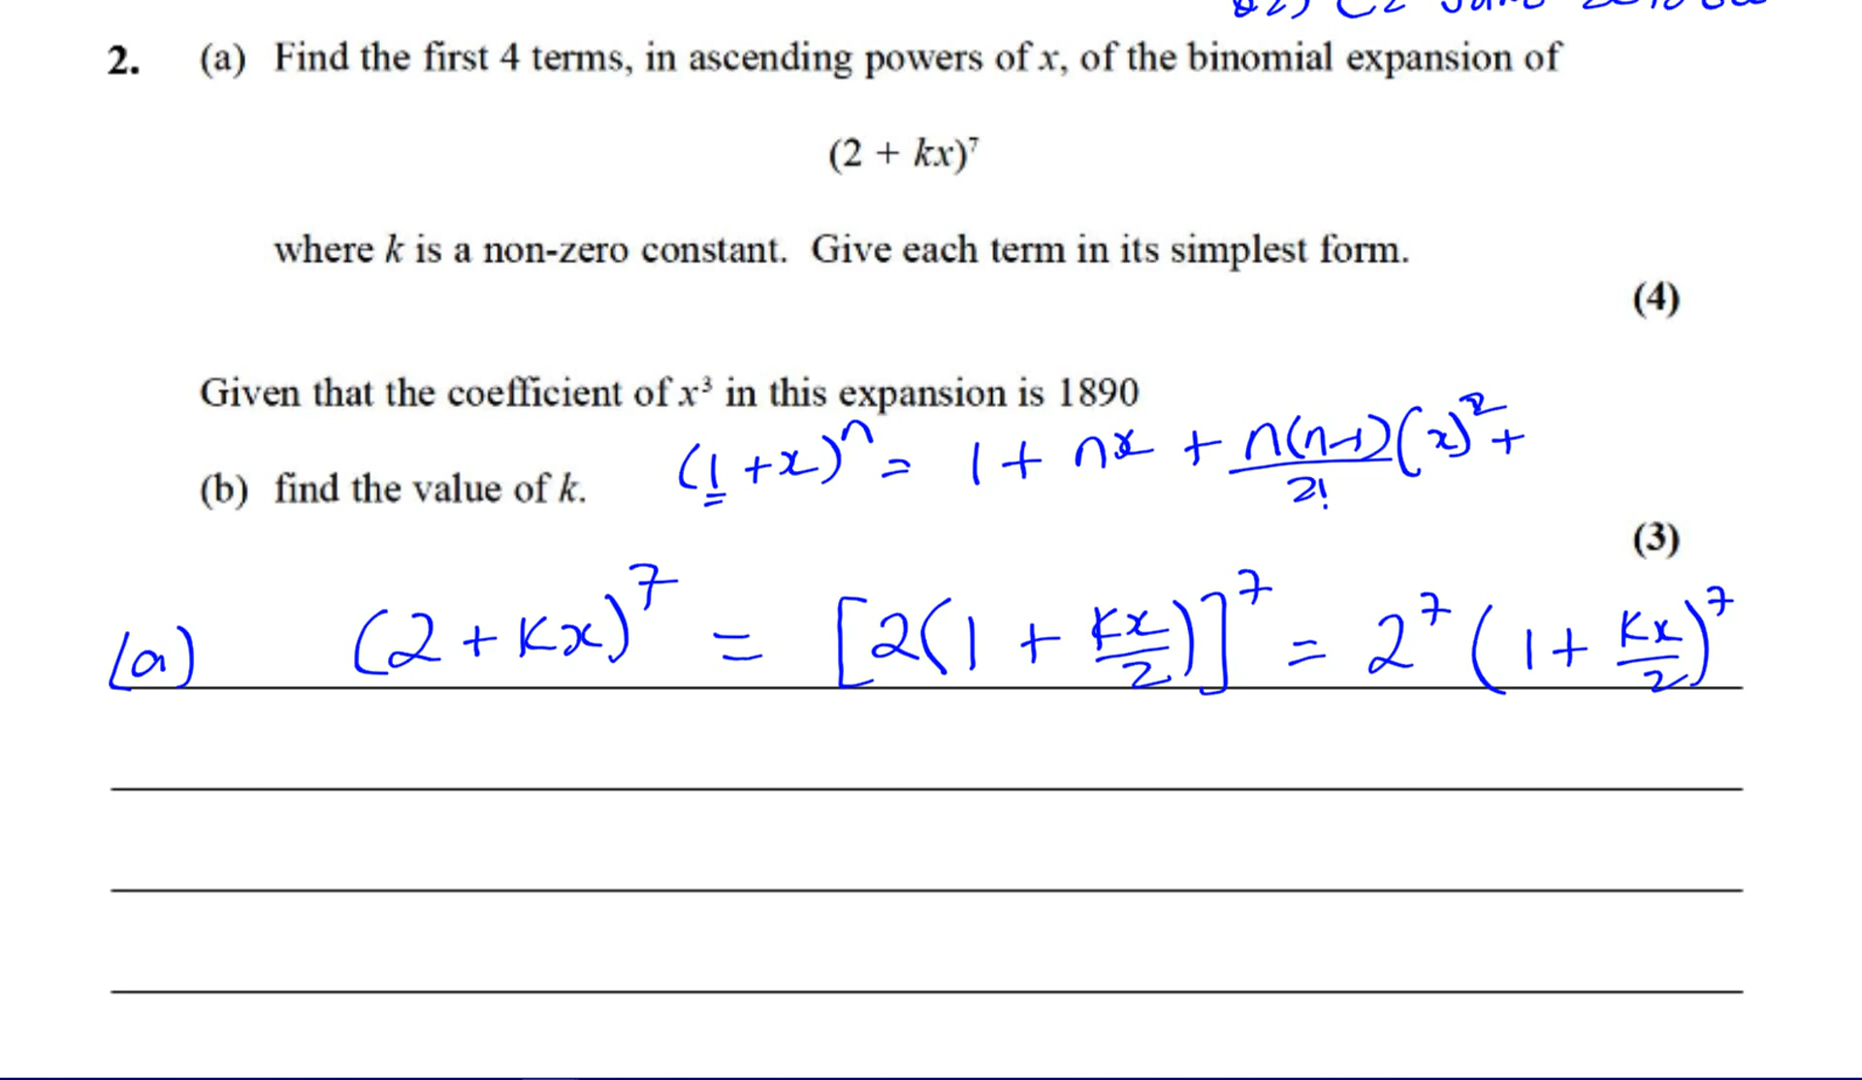 2. (a) Find the first 4 terms, in ascending powers of x, of the binomial expansion of
(2 + kx)⁷
where k is a non-zero constant. Give each term in its simplest form.
(4)
Given that the coefficient of x³ in this expansion is 1890
(1 + x)ⁿ = 1 + nx + n(n-1)/2! (x)² +
(b) find the value of k.
(3)
(a) (2 + kx)⁷ = [2(1 + kx/2)]⁷ = 2⁷ (1 + kx/2)⁷